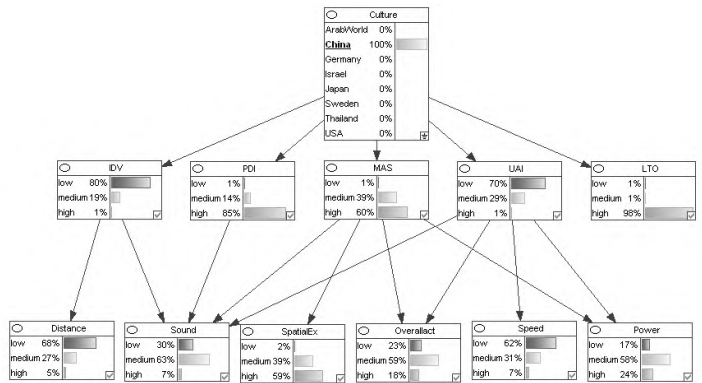 Culture
ArabWorld 0%
China 100%
Germany 0%
Israel 0%
Japan 0%
Sweden 0%
Thailand 0%
USA 0%
IDV
low 80%
medium 19%
high 1%
PDI
low 1%
medium 14%
high 85%
MAS
low 1%
medium 39%
high 60%
UAI
low 70%
medium 29%
high 1%
LTO
low 1%
medium 1%
high 98%
Distance
low 68%
medium 27%
high 5%
Sound
low 30%
medium 63%
high 7%
SpatialEx
low 2%
medium 39%
high 59%
Overallact
low 23%
medium 59%
high 18%
Speed
low 62%
medium 31%
high 7%
Power
low 17%
medium 58%
high 24%